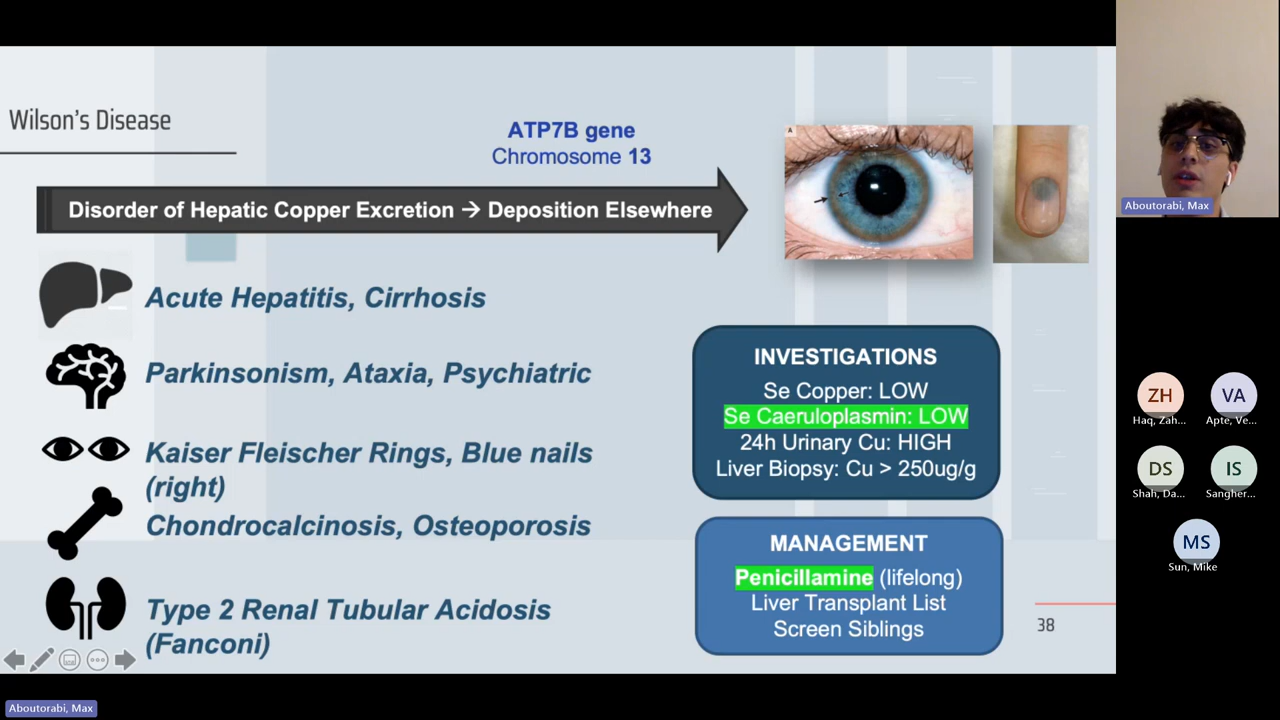 Wilson's Disease
ATP7B gene
Chromosome 13
Disorder of Hepatic Copper Excretion → Deposition Elsewhere
A
Acute Hepatitis, Cirrhosis
Parkinsonism, Ataxia, Psychiatric
Kaiser Fleischer Rings, Blue nails
(right)
Chondrocalcinosis, Osteoporosis
Type 2 Renal Tubular Acidosis
(Fanconi)
INVESTIGATIONS
Se Copper: LOW
Se Caeruloplasmin: LOW
24h Urinary Cu: HIGH
Liver Biopsy: Cu > 250ug/g
MANAGEMENT
Penicillamine (lifelong)
Liver Transplant List
Screen Siblings
38
Aboutorabi, Max
ZH
Haq, Zah...
VA
Apte, Ve...
DS
Shah, Da...
IS
Sangher...
MS
Sun, Mike
Aboutorabi, Max